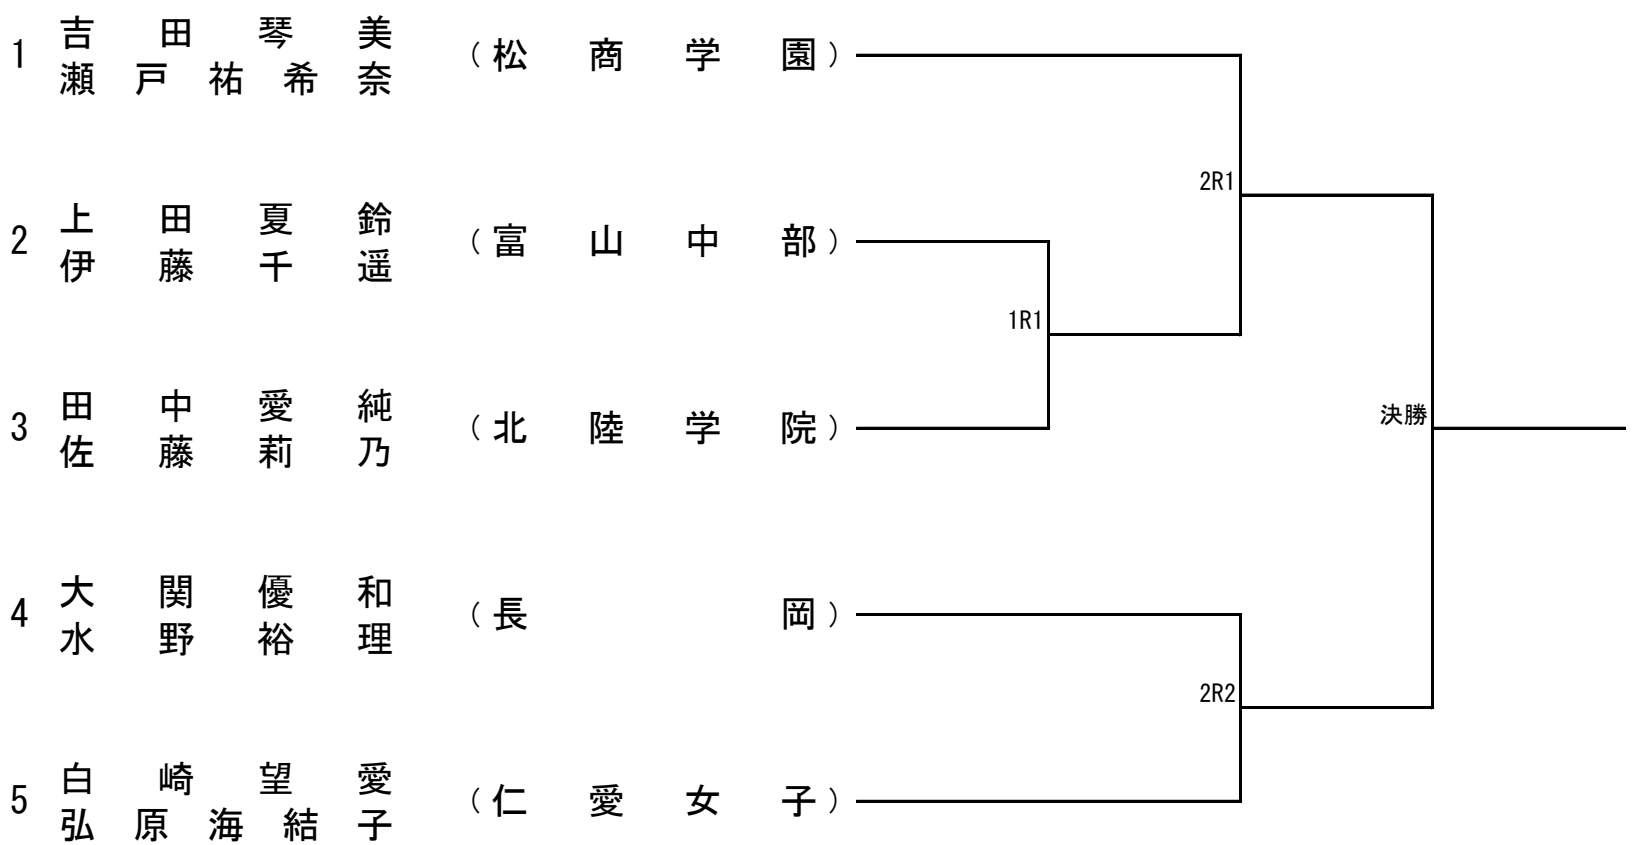 吉田琴美
1 (松商学園)
瀬戸祐希奈
2R1
上田夏鈴
2 (富山中部)
伊藤千遥
1R1
田中愛純
3 (北陸学院)
決勝
佐藤莉乃
大関優和
4 (長岡)
水野裕理
2R2
白崎望愛
5 (仁愛女子)
弘原海結子